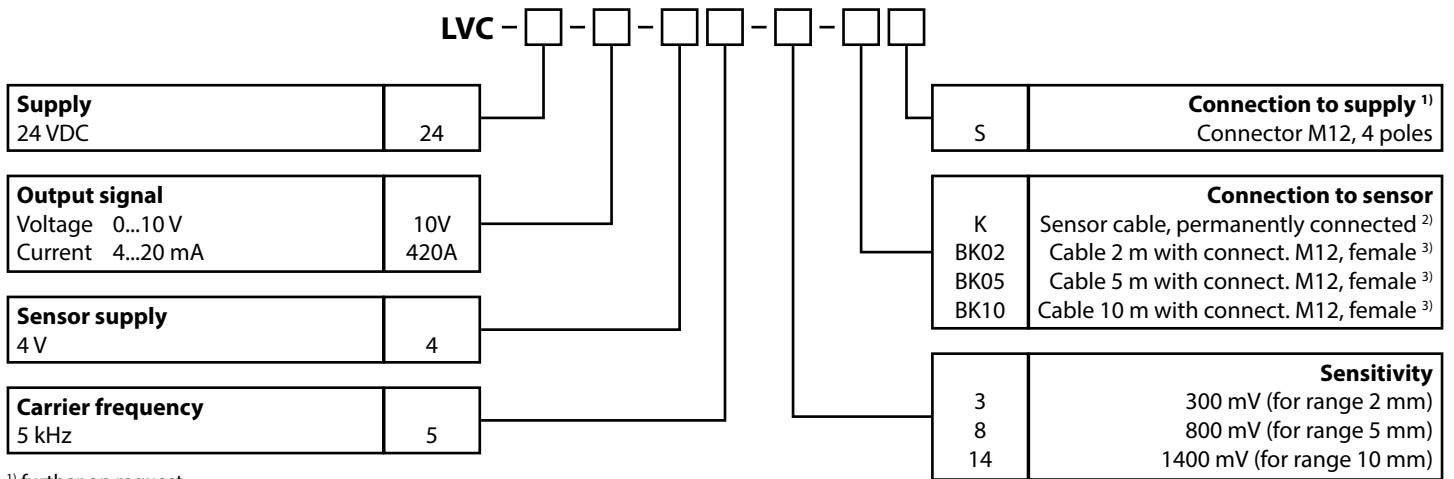 LVC – – – – –
Supply
24 VDC 24
Output signal
Voltage 0...10 V 10V
Current 4...20 mA 420A
Sensor supply
4 V 4
Carrier frequency
5 kHz 5
Connection to supply 1)
S Connector M12, 4 poles
Connection to sensor
K Sensor cable, permanently connected 2)
BK02 Cable 2 m with connect. M12, female 3)
BK05 Cable 5 m with connect. M12, female 3)
BK10 Cable 10 m with connect. M12, female 3)
Sensitivity
3 300 mV (for range 2 mm)
8 800 mV (for range 5 mm)
14 1400 mV (for range 10 mm)
1) further on request